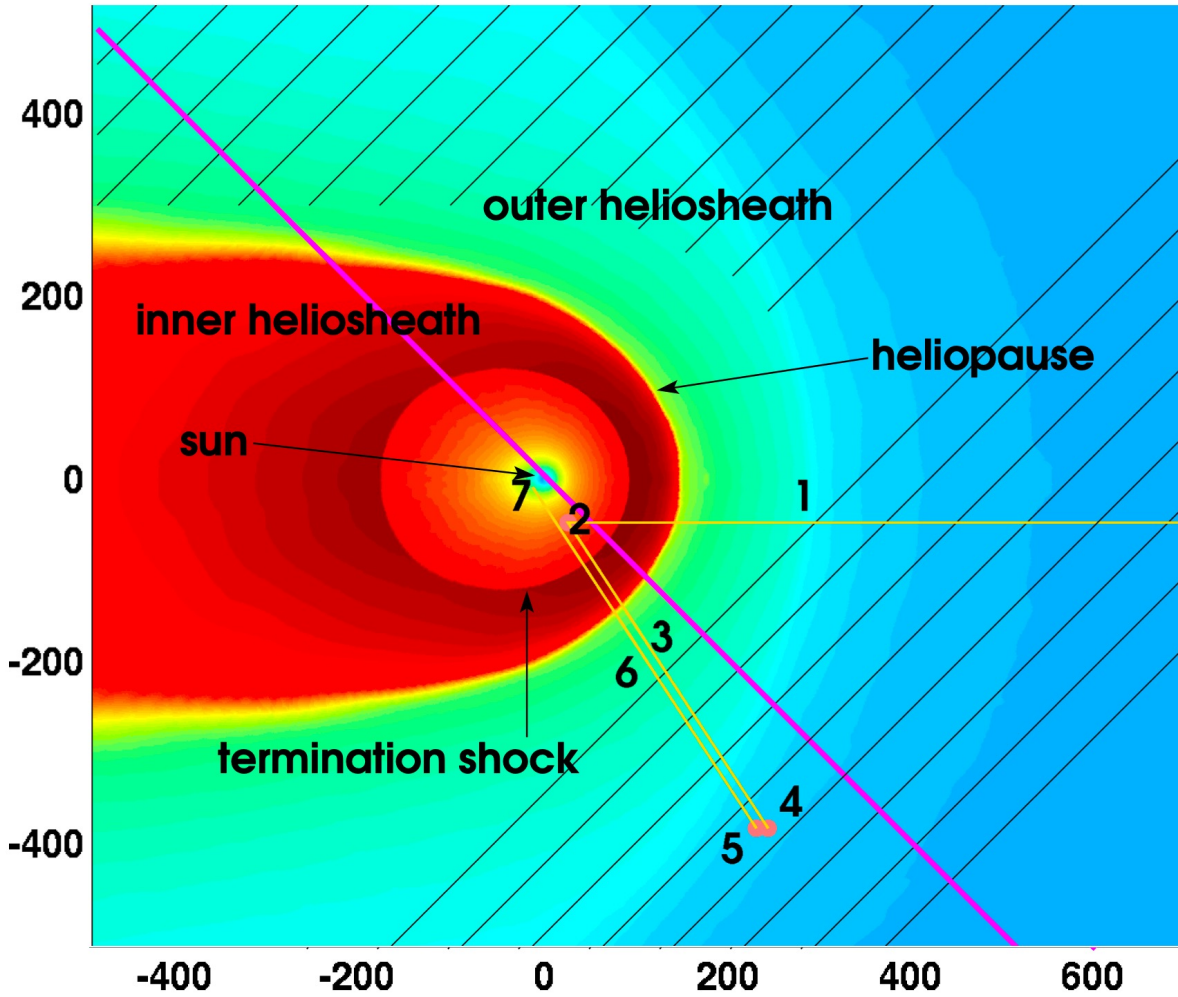 400
outer heliosheath
200
inner heliosheath
heliopause
sun
0
7
2
1
3
-200
6
termination shock
4
-400
5
-400 -200 0 200 400 600